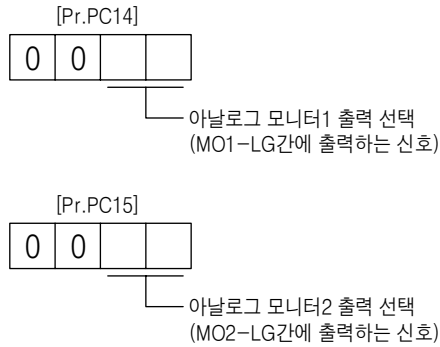 [Pr.PC14]
0 0
아날로그 모니터1 출력 선택
(MO1-LG간에 출력하는 신호)
[Pr.PC15]
0 0
아날로그 모니터2 출력 선택
(MO2-LG간에 출력하는 신호)